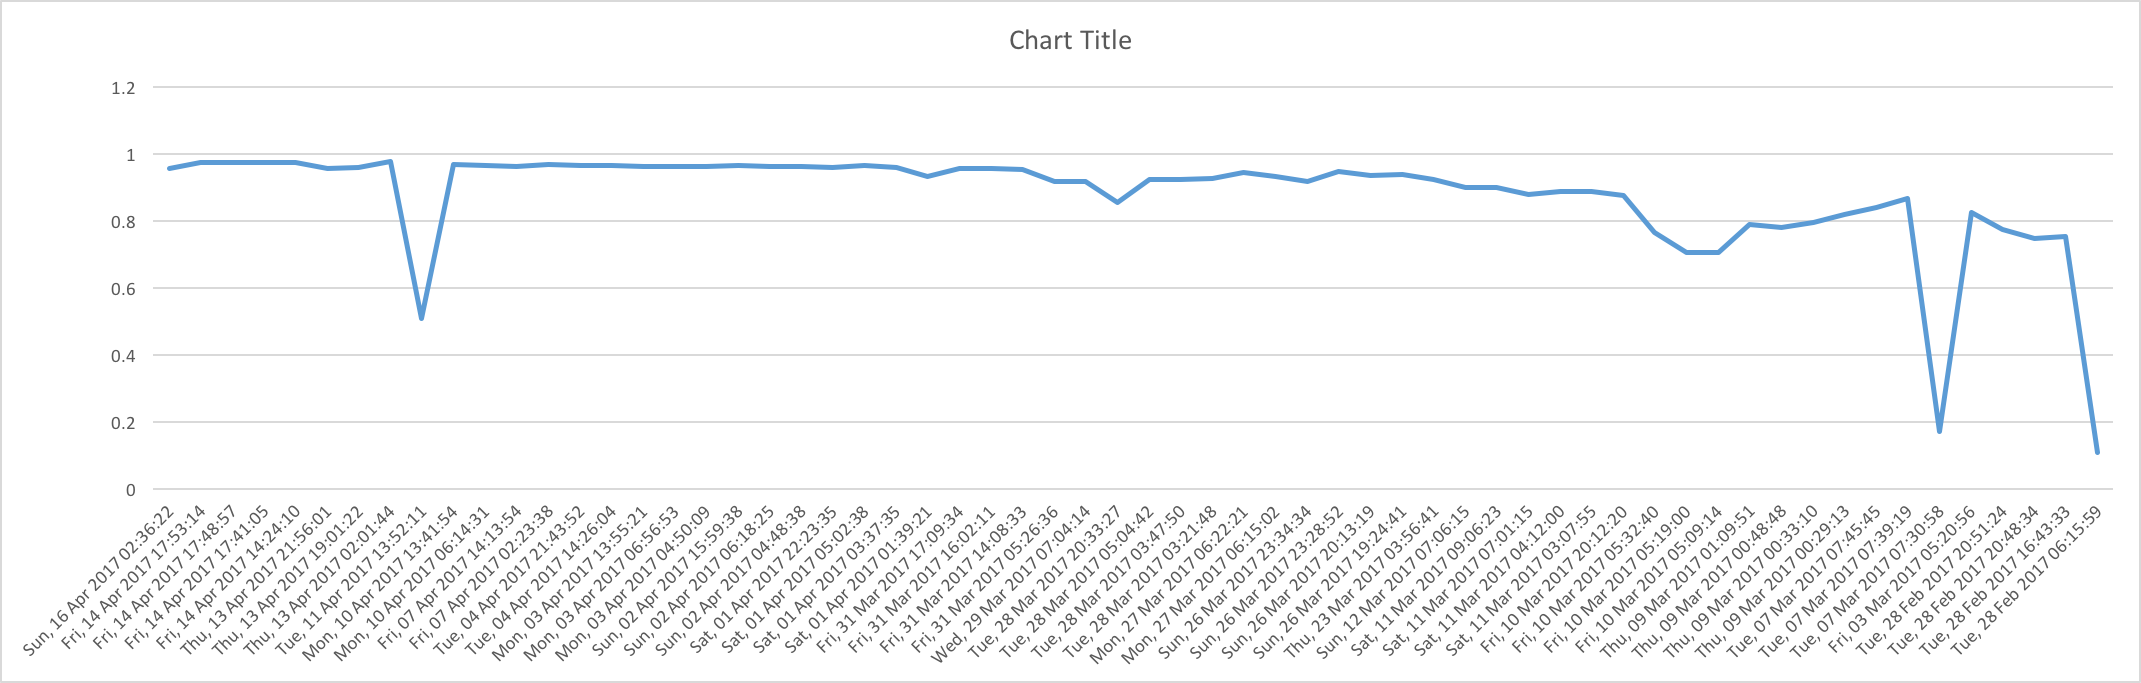 Chart Title
1.2
1
0.8
0.6
0.4
0.2
0
Sun, 16 Apr 2017 02:36:22
Fri, 14 Apr 2017 17:53:14
Fri, 14 Apr 2017 17:48:57
Fri, 14 Apr 2017 17:41:05
Fri, 14 Apr 2017 14:24:10
Thu, 13 Apr 2017 21:56:01
Thu, 13 Apr 2017 19:01:22
Thu, 13 Apr 2017 02:01:44
Tue, 11 Apr 2017 13:52:11
Mon, 10 Apr 2017 13:41:54
Mon, 10 Apr 2017 06:14:31
Fri, 07 Apr 2017 14:13:54
Fri, 07 Apr 2017 02:23:38
Tue, 04 Apr 2017 21:43:52
Tue, 04 Apr 2017 14:26:04
Mon, 03 Apr 2017 13:55:21
Mon, 03 Apr 2017 06:56:53
Mon, 03 Apr 2017 04:50:09
Sun, 02 Apr 2017 15:59:38
Sun, 02 Apr 2017 06:18:25
Sun, 02 Apr 2017 04:48:38
Sat, 01 Apr 2017 22:23:35
Sat, 01 Apr 2017 05:02:38
Sat, 01 Apr 2017 03:37:35
Sat, 01 Apr 2017 01:39:21
Fri, 31 Mar 2017 17:09:34
Fri, 31 Mar 2017 16:02:11
Fri, 31 Mar 2017 14:08:33
Fri, 31 Mar 2017 05:26:36
Wed, 29 Mar 2017 07:04:14
Tue, 28 Mar 2017 20:33:27
Tue, 28 Mar 2017 05:04:42
Tue, 28 Mar 2017 03:47:50
Tue, 28 Mar 2017 03:21:48
Mon, 27 Mar 2017 06:22:21
Mon, 27 Mar 2017 06:15:02
Sun, 26 Mar 2017 23:34:34
Sun, 26 Mar 2017 23:28:52
Sun, 26 Mar 2017 20:13:19
Thu, 23 Mar 2017 19:24:41
Sun, 12 Mar 2017 03:56:41
Sat, 11 Mar 2017 07:06:15
Sat, 11 Mar 2017 09:06:23
Sat, 11 Mar 2017 07:01:15
Sat, 11 Mar 2017 04:12:00
Fri, 10 Mar 2017 03:07:55
Fri, 10 Mar 2017 20:12:20
Fri, 10 Mar 2017 05:32:40
Fri, 10 Mar 2017 05:19:00
Fri, 10 Mar 2017 05:09:14
Thu, 09 Mar 2017 01:09:51
Thu, 09 Mar 2017 00:48:48
Thu, 09 Mar 2017 00:33:10
Thu, 09 Mar 2017 00:29:13
Tue, 07 Mar 2017 07:45:45
Tue, 07 Mar 2017 07:39:19
Tue, 07 Mar 2017 07:30:58
Fri, 03 Mar 2017 05:20:56
Tue, 28 Feb 2017 20:51:24
Tue, 28 Feb 2017 20:48:34
Tue, 28 Feb 2017 16:43:33
Tue, 28 Feb 2017 06:15:59